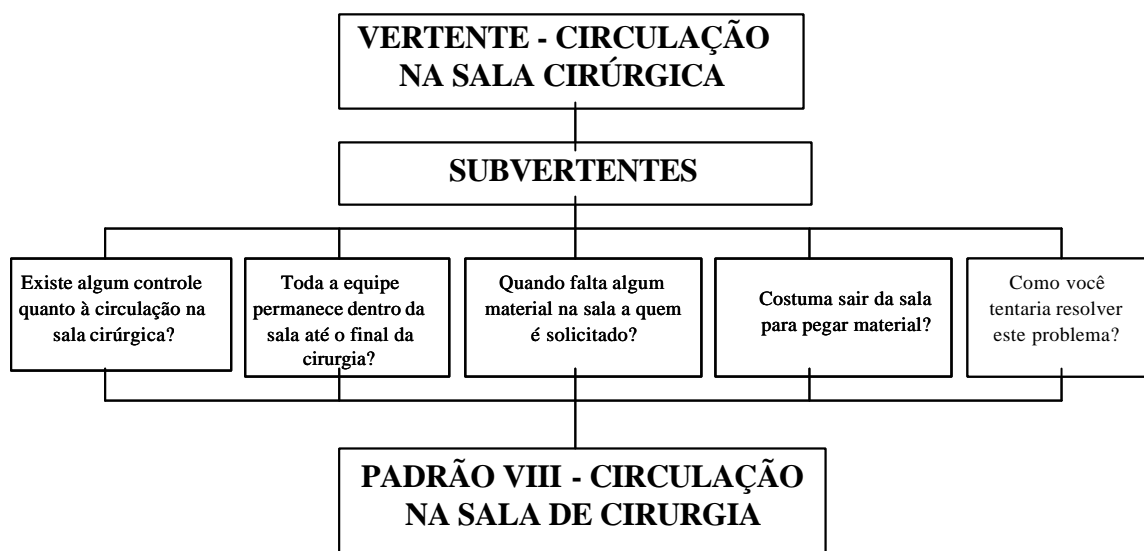 VERTENTE - CIRCULAÇÃO
NA SALA CIRÚRGICA
SUBVERTENTES
Existe algum controle
quanto à circulação na
sala cirúrgica?
Toda a equipe
permanece dentro da
sala até o final da
cirurgia?
Quando falta algum
material na sala a quem
é solicitado?
Costuma sair da sala
para pegar material?
Como você
tentaria resolver
este problema?
PADRÃO VIII - CIRCULAÇÃO
NA SALA DE CIRURGIA